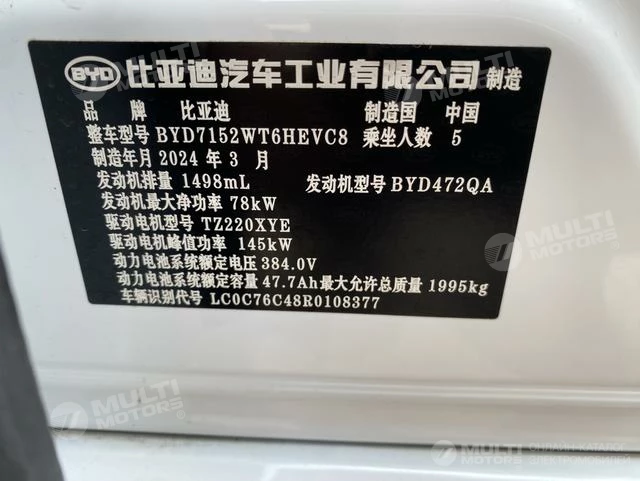 BYD 比亚迪汽车工业有限公司 制造
品牌 比亚迪 制造国 中国
整车型号 BYD7152WT6HEVC8 乘坐人数 5
制造年月 2024 年 3 月
发动机排量 1498mL 发动机型号 BYD472QA
发动机最大净功率 78kW
驱动电机型号 TZ220XYE
驱动电机峰值功率 145kW
动力电池系统额定电压 384.0V
动力电池系统额定容量 47.7Ah 最大允许总质量 1995kg
车辆识别代号 LC0C76C48R0108377
MULTI MOTORS
MULTI MOTORS
MULTI MOTORS
MULTI MOTORS
MULTI MOTORS